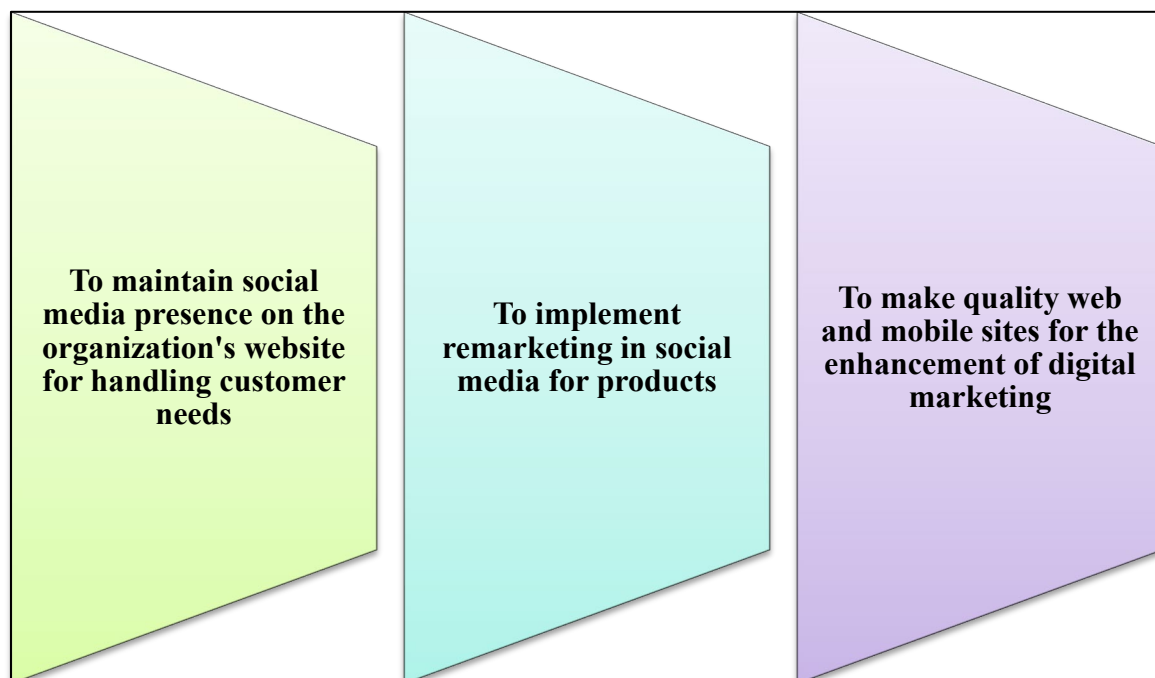 To maintain social
media presence on the
organization's website
for handling customer
needs
To implement
remarketing in social
media for products
To make quality web
and mobile sites for the
enhancement of digital
marketing